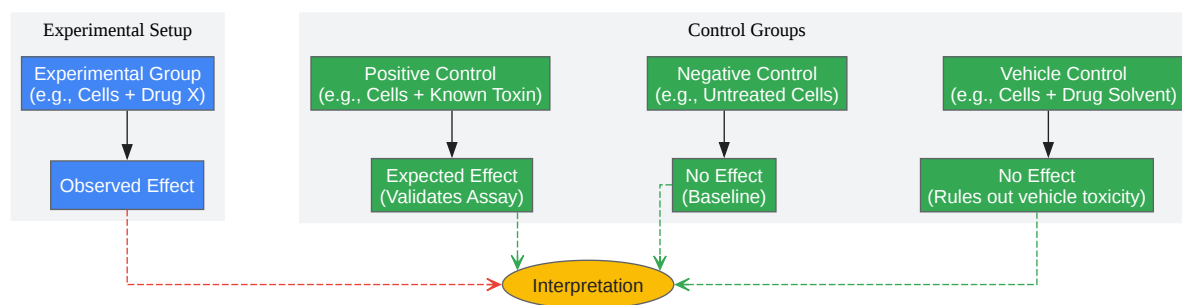 Experimental Setup
Experimental Group
(e.g., Cells + Drug X)
Observed Effect
Control Groups
Positive Control
(e.g., Cells + Known Toxin)
Expected Effect
(Validates Assay)
Negative Control
(e.g., Untreated Cells)
No Effect
(Baseline)
Vehicle Control
(e.g., Cells + Drug Solvent)
No Effect
(Rules out vehicle toxicity)
Interpretation